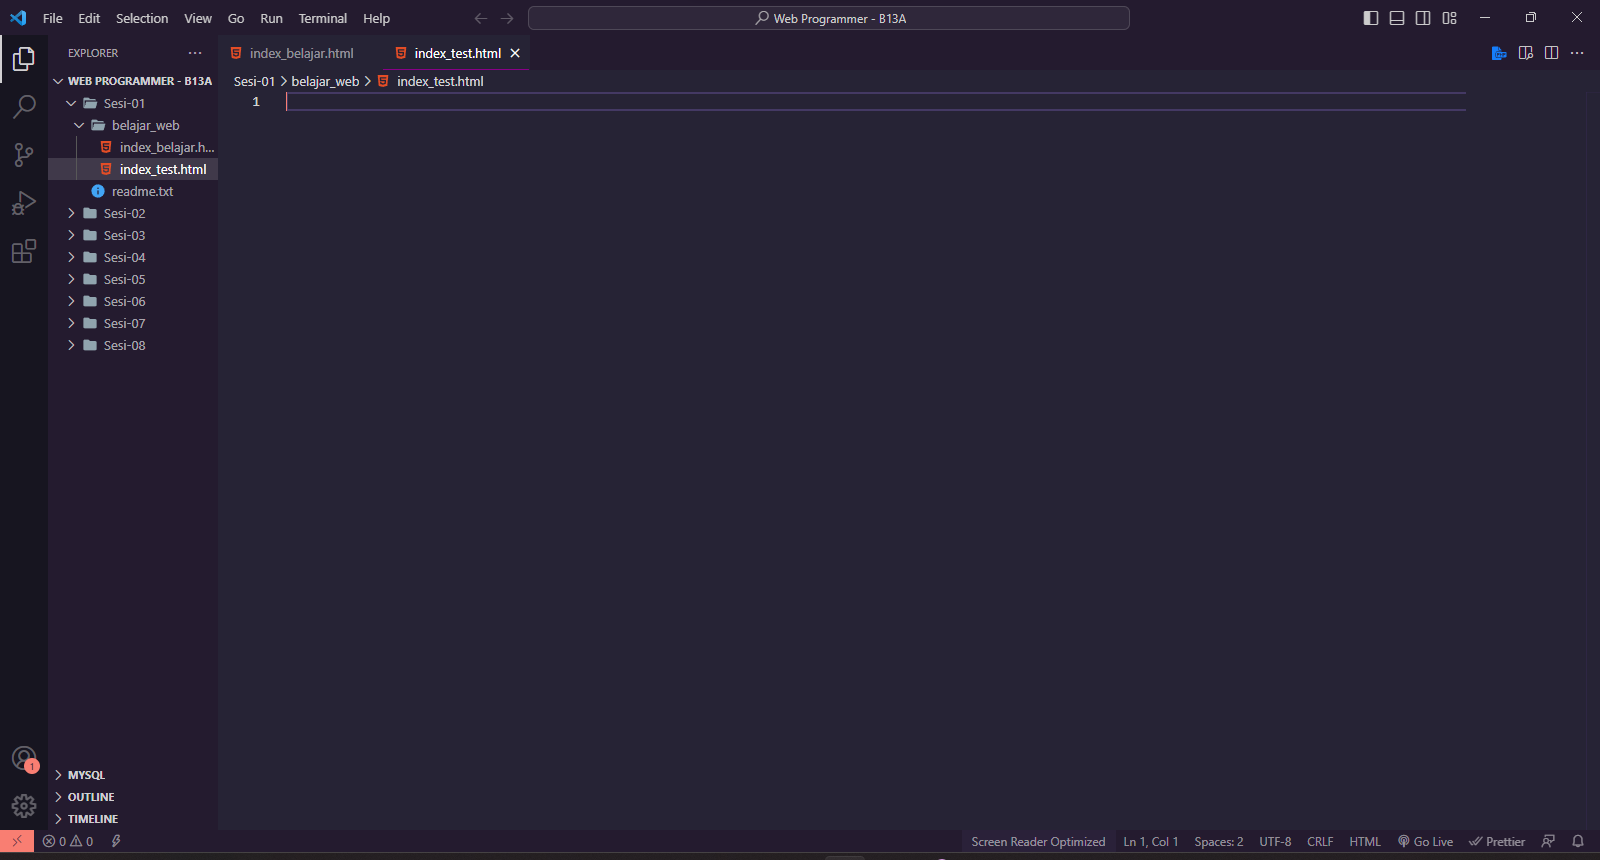 File Edit Selection View Go Run Terminal Help
Web Programmer - B13A
EXPLORER
WEB PROGRAMMER - B13A
Sesi-01
belajar_web
index_belajar.h...
index_test.html
readme.txt
Sesi-02
Sesi-03
Sesi-04
Sesi-05
Sesi-06
Sesi-07
Sesi-08
MYSQL
OUTLINE
TIMELINE
index_belajar.html index_test.html
Sesi-01 > belajar_web > index_test.html
1
1
0 0
Screen Reader Optimized Ln 1, Col 1 Spaces: 2 UTF-8 CRLF HTML Go Live Prettier